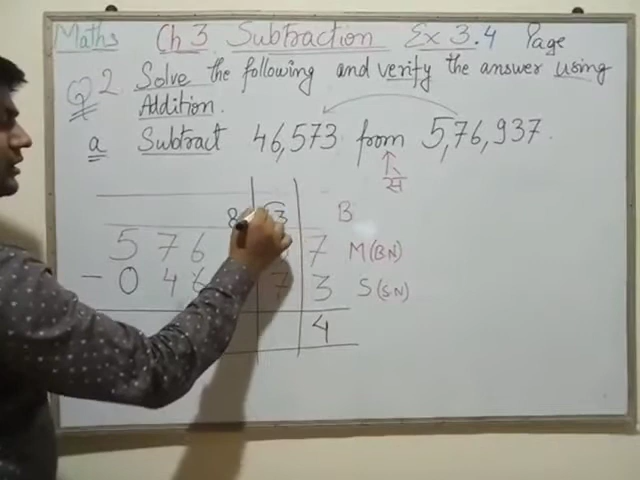 Maths Ch 3 Subtraction Ex 3.4 Page
Q2 Solve the following and verify the answer using
Addition.
a Subtract 46,573 from 5,76,937.
से
8 3 B
5 7 6 7 M(BN)
- 0 4 6 7 3 S(SN)
4